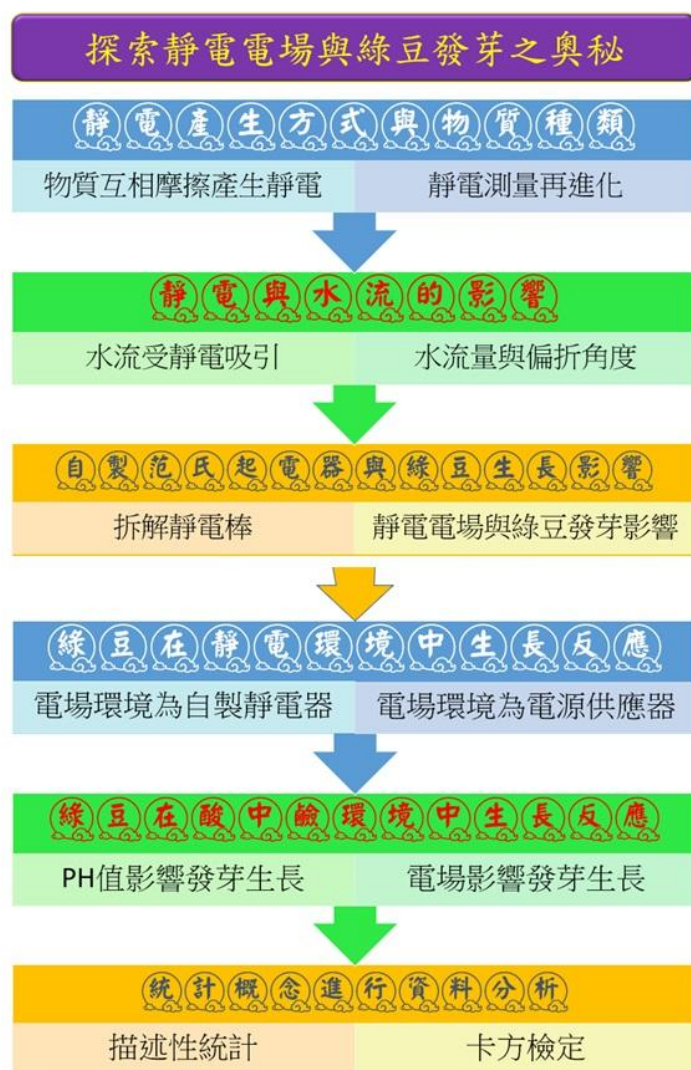 探索靜電電場與綠豆發芽之奧秘
靜電產生方式與物質種類
物質互相摩擦產生靜電
靜電測量再進化
靜電與水流的影響
水流受靜電吸引
水流量與偏折角度
自製范氏起電器與綠豆生長影響
拆解靜電棒
靜電電場與綠豆發芽影響
綠豆在靜電環境中生長反應
電場環境為自製靜電器
電場環境為電源供應器
綠豆在酸中鹼環境中生長反應
PH值影響發芽生長
電場影響發芽生長
統計概念進行資料分析
描述性統計
卡方檢定